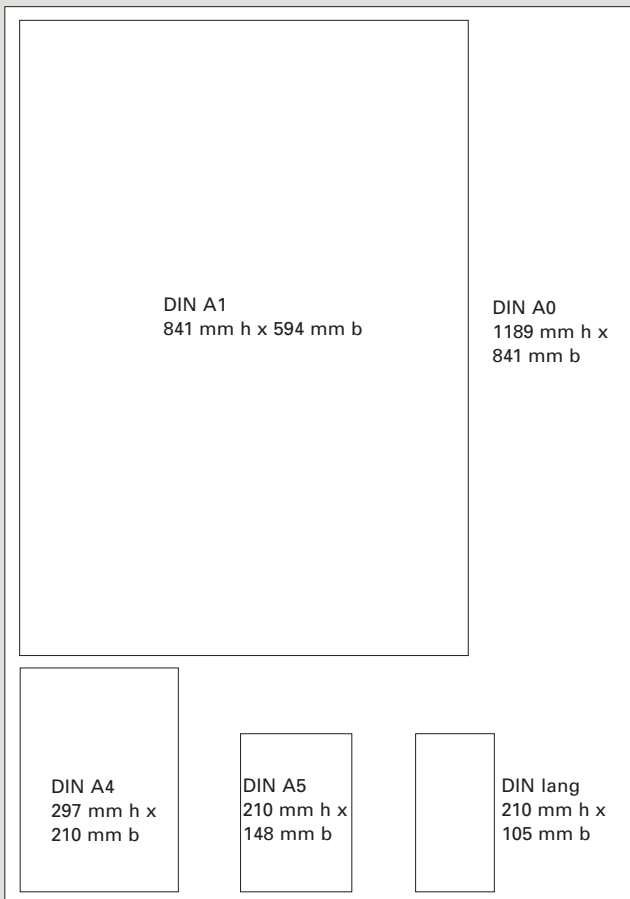 DIN A1
841 mm h x 594 mm b
DIN A0
1189 mm h x
841 mm b
DIN A4
297 mm h x
210 mm b
DIN A5
210 mm h x
148 mm b
DIN lang
210 mm h x
105 mm b